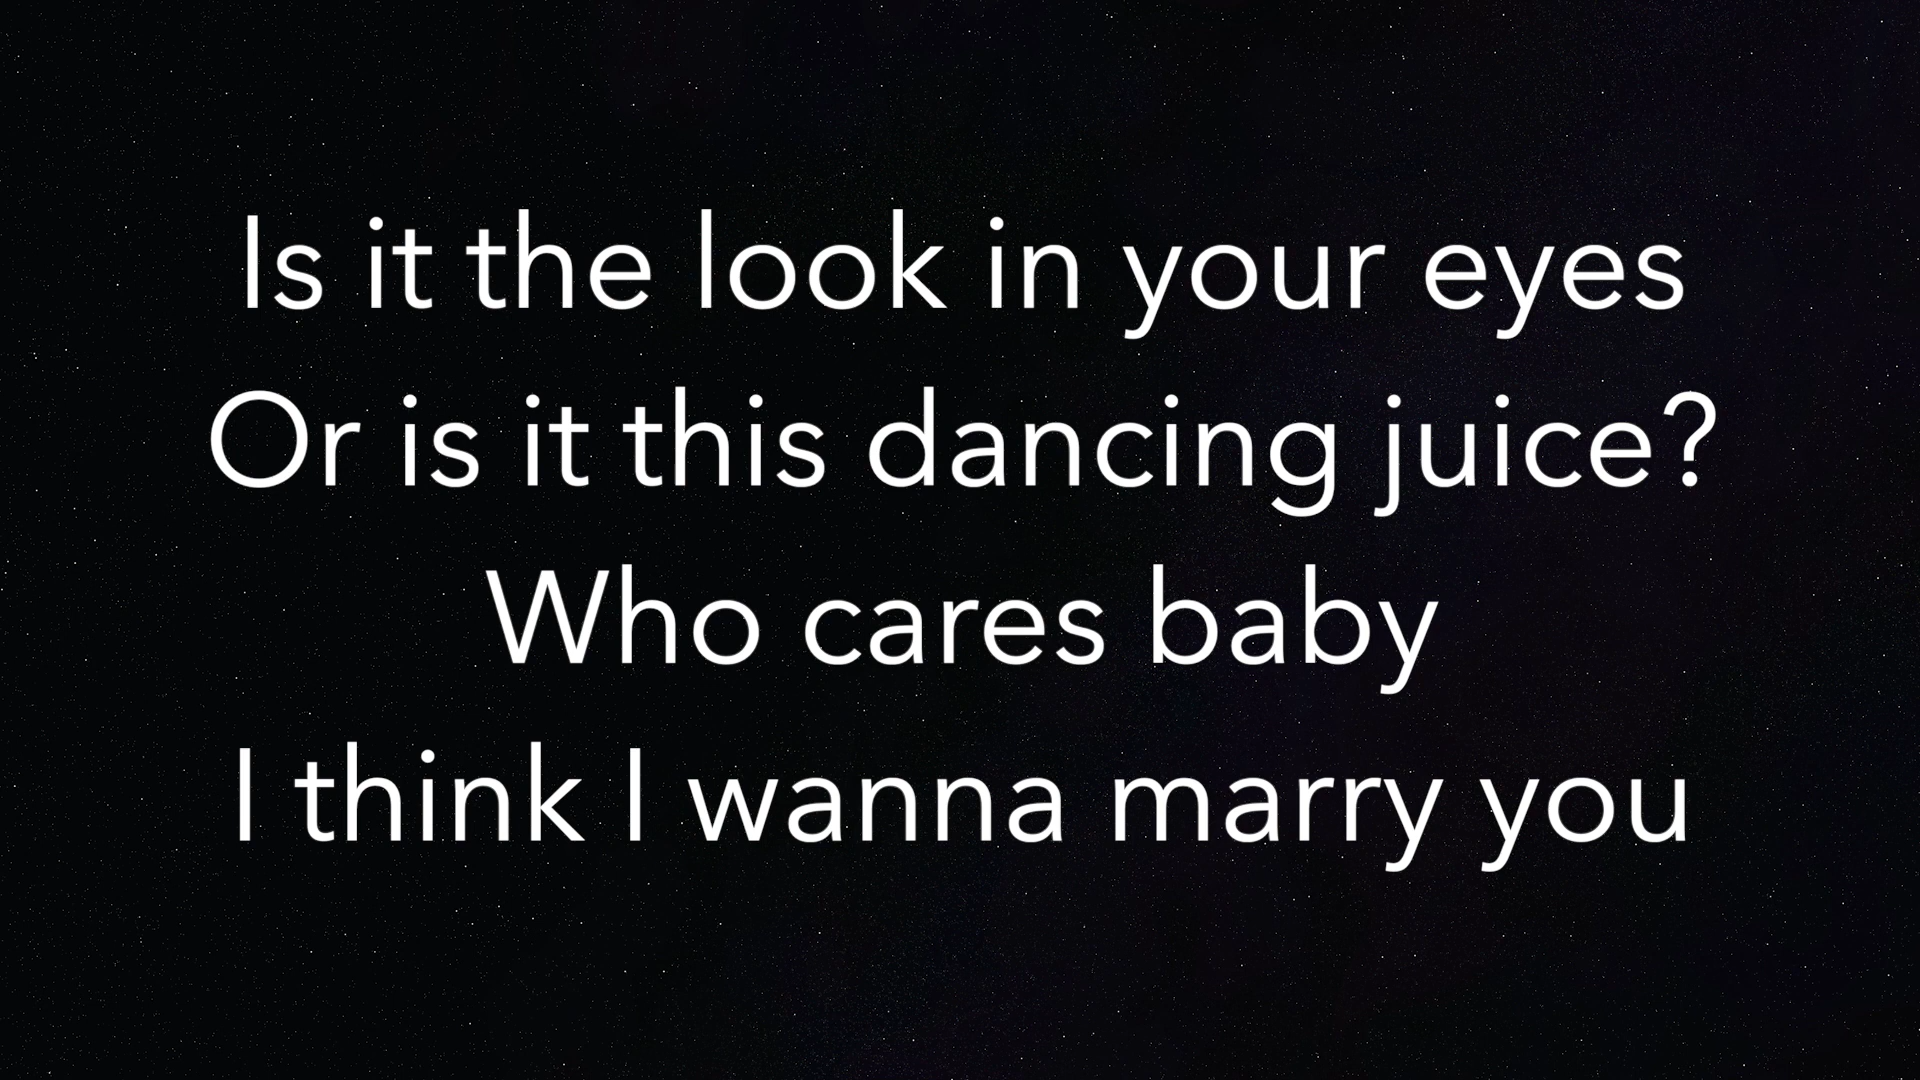 Is it the look in your eyes
Or is it this dancing juice?
Who cares baby
I think I wanna marry you